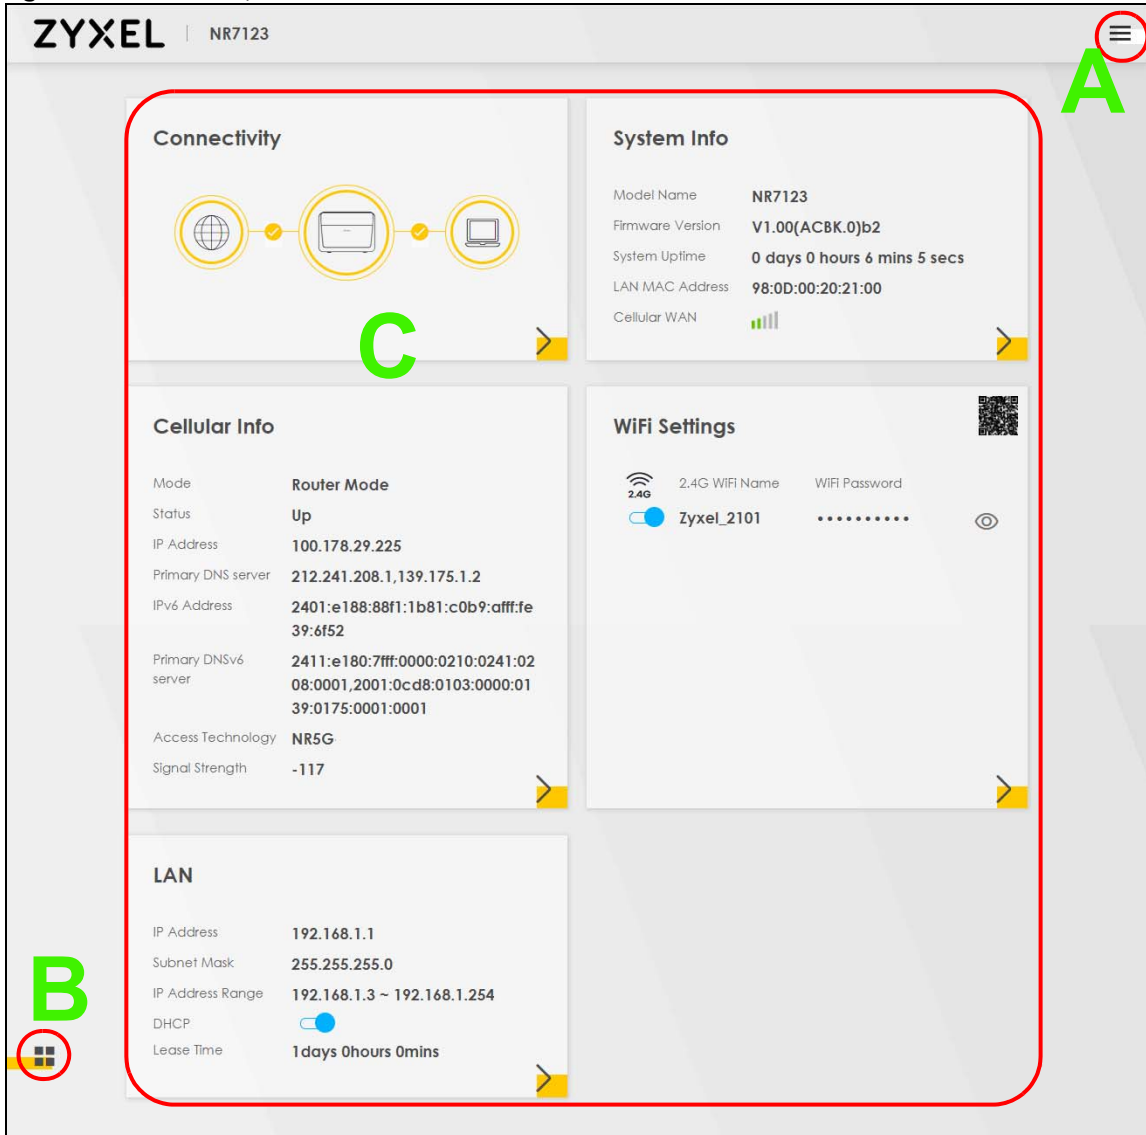 ZYXEL NR7123
A
Connectivity
C
System Info
Model Name NR7123
Firmware Version V1.00(ACBK.0)b2
System Uptime 0 days 0 hours 6 mins 5 secs
LAN MAC Address 98:0D:00:20:21:00
Cellular WAN
Cellular Info
Mode Router Mode
Status Up
IP Address 100.178.29.225
Primary DNS server 212.241.208.1,139.175.1.2
IPv6 Address 2401:e188:88f1:1b81:c0b9:afff:fe
39:6f52
Primary DNSv6 server 2411:e180:7fff:0000:0210:0241:02
08:0001,2001:0cd8:0103:0000:01
39:0175:0001:0001
Access Technology NR5G
Signal Strength -117
WiFi Settings
2.4G
2.4G WiFi Name WiFi Password
Zyxel_2101 ••••••••••
LAN
IP Address 192.168.1.1
Subnet Mask 255.255.255.0
IP Address Range 192.168.1.3 ~ 192.168.1.254
DHCP
Lease Time 1days 0hours 0mins
B